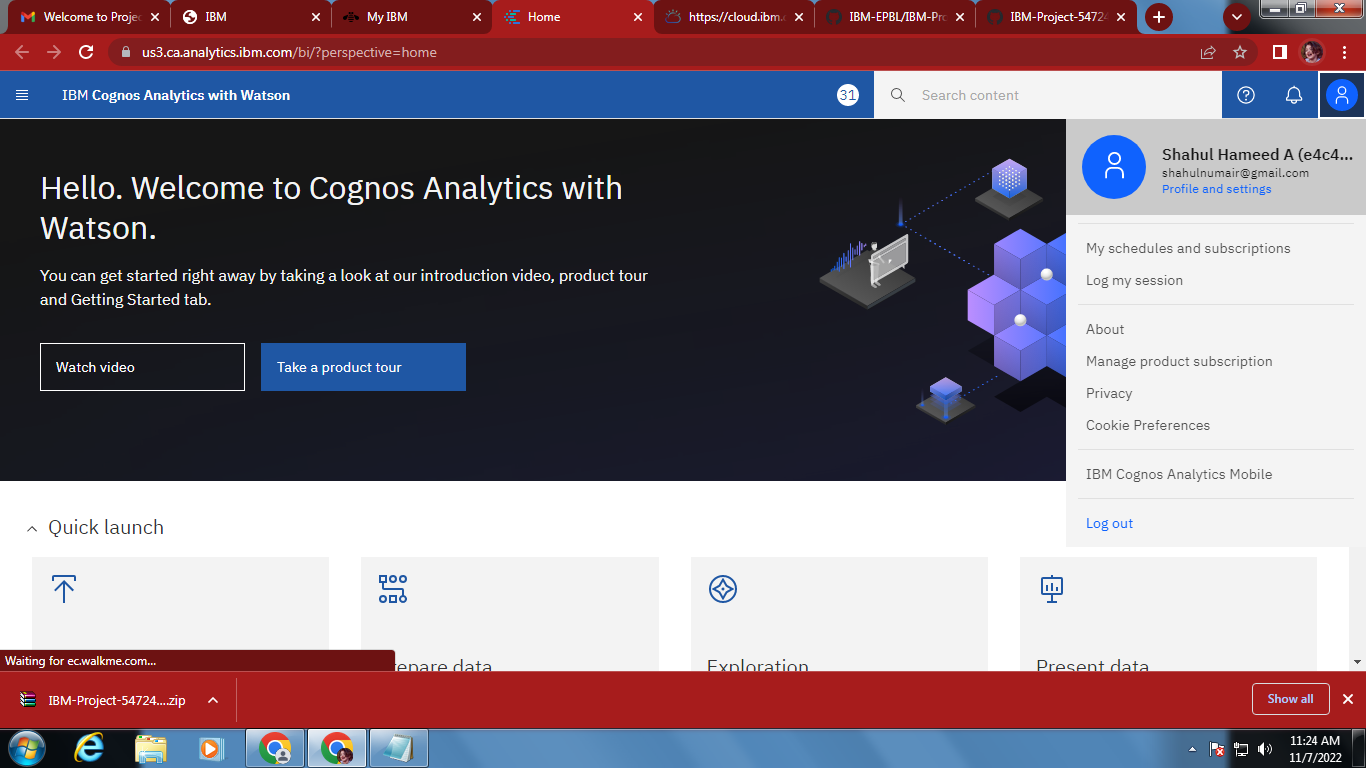 Welcome to Projec
IBM
My IBM
Home
https://cloud.ibm.c
IBM-EPBL/IBM-Pro
IBM-Project-54724
us3.ca.analytics.ibm.com/bi/?perspective=home
IBM Cognos Analytics with Watson
31
Search content
Hello. Welcome to Cognos Analytics with
Watson.
You can get started right away by taking a look at our introduction video, product tour
and Getting Started tab.
Watch video
Take a product tour
Shahul Hameed A (e4c4...
shahulnumair@gmail.com
Profile and settings
My schedules and subscriptions
Log my session
About
Manage product subscription
Privacy
Cookie Preferences
IBM Cognos Analytics Mobile
Log out
Quick launch
epare data
Exploration
Present data
Waiting for ec.walkme.com...
IBM-Project-54724....zip
Show all
11:24 AM
11/7/2022